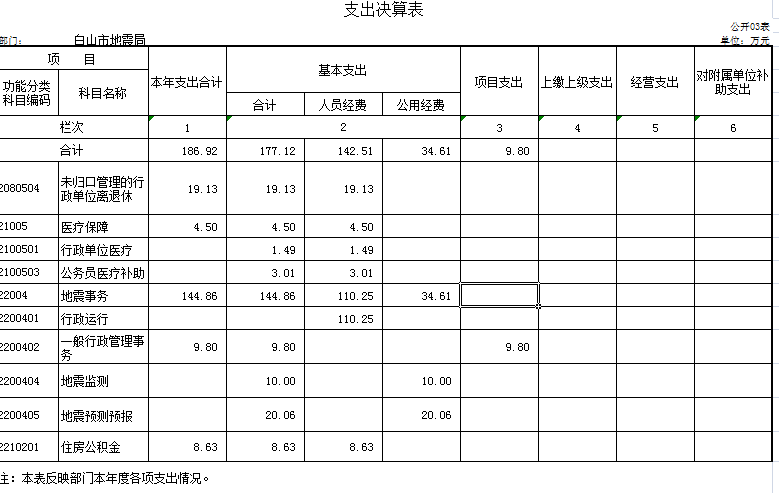 支出决算表
公开03表
部门: 白山市地震局 单位: 万元
项 目 本年支出合计 基本支出 项目支出 上缴上级支出 经营支出 对附属单位补助支出
功能分类科目编码 科目名称 合计 人员经费 公用经费
栏次 1 2 3 4 5 6
合计 186.92 177.12 142.51 34.61 9.80
2080504 未归口管理的行政单位离退休 19.13 19.13 19.13
21005 医疗保障 4.50 4.50 4.50
2100501 行政单位医疗 1.49 1.49
2100503 公务员医疗补助 3.01 3.01
22004 地震事务 144.86 144.86 110.25 34.61
2200401 行政运行 110.25
2200402 一般行政管理事务 9.80 9.80 9.80
2200404 地震监测 10.00 10.00
2200405 地震预测预报 20.06 20.06
2210201 住房公积金 8.63 8.63 8.63
注: 本表反映部门本年度各项支出情况。